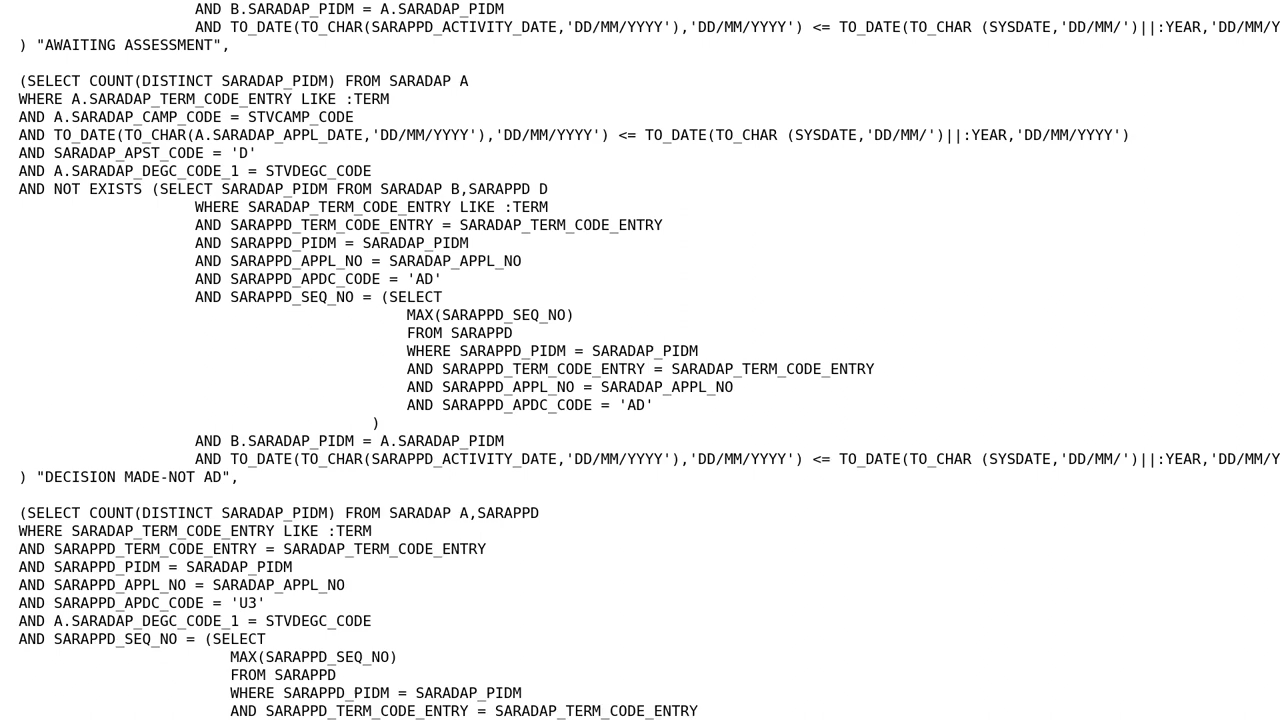 AND B.SARADAP_PIDM = A.SARADAP_PIDM
AND TO_DATE(TO_CHAR(SARAPPD_ACTIVITY_DATE,'DD/MM/YYYY'),'DD/MM/YYYY') <= TO_DATE(TO_CHAR (SYSDATE,'DD/MM/')||:YEAR,'DD/MM/Y
) "AWAITING ASSESSMENT",
(SELECT COUNT(DISTINCT SARADAP_PIDM) FROM SARADAP A
WHERE A.SARADAP_TERM_CODE_ENTRY LIKE :TERM
AND A.SARADAP_CAMP_CODE = STVCAMP_CODE
AND TO_DATE(TO_CHAR(A.SARADAP_APPL_DATE,'DD/MM/YYYY'),'DD/MM/YYYY') <= TO_DATE(TO_CHAR (SYSDATE,'DD/MM/')||:YEAR,'DD/MM/YYYY')
AND SARADAP_APST_CODE = 'D'
AND A.SARADAP_DEGC_CODE_1 = STVDEGC_CODE
AND NOT EXISTS (SELECT SARADAP_PIDM FROM SARADAP B,SARAPPD D
WHERE SARADAP_TERM_CODE_ENTRY LIKE :TERM
AND SARAPPD_TERM_CODE_ENTRY = SARADAP_TERM_CODE_ENTRY
AND SARAPPD_PIDM = SARADAP_PIDM
AND SARAPPD_APPL_NO = SARADAP_APPL_NO
AND SARAPPD_APDC_CODE = 'AD'
AND SARAPPD_SEQ_NO = (SELECT
MAX(SARAPPD_SEQ_NO)
FROM SARAPPD
WHERE SARAPPD_PIDM = SARADAP_PIDM
AND SARAPPD_TERM_CODE_ENTRY = SARADAP_TERM_CODE_ENTRY
AND SARAPPD_APPL_NO = SARADAP_APPL_NO
AND SARAPPD_APDC_CODE = 'AD'
)
AND B.SARADAP_PIDM = A.SARADAP_PIDM
AND TO_DATE(TO_CHAR(SARAPPD_ACTIVITY_DATE,'DD/MM/YYYY'),'DD/MM/YYYY') <= TO_DATE(TO_CHAR (SYSDATE,'DD/MM/')||:YEAR,'DD/MM/Y
) "DECISION MADE-NOT AD",
(SELECT COUNT(DISTINCT SARADAP_PIDM) FROM SARADAP A,SARAPPD
WHERE SARADAP_TERM_CODE_ENTRY LIKE :TERM
AND SARAPPD_TERM_CODE_ENTRY = SARADAP_TERM_CODE_ENTRY
AND SARAPPD_PIDM = SARADAP_PIDM
AND SARAPPD_APPL_NO = SARADAP_APPL_NO
AND SARAPPD_APDC_CODE = 'U3'
AND A.SARADAP_DEGC_CODE_1 = STVDEGC_CODE
AND SARAPPD_SEQ_NO = (SELECT
MAX(SARAPPD_SEQ_NO)
FROM SARAPPD
WHERE SARAPPD_PIDM = SARADAP_PIDM
AND SARAPPD_TERM_CODE_ENTRY = SARADAP_TERM_CODE_ENTRY